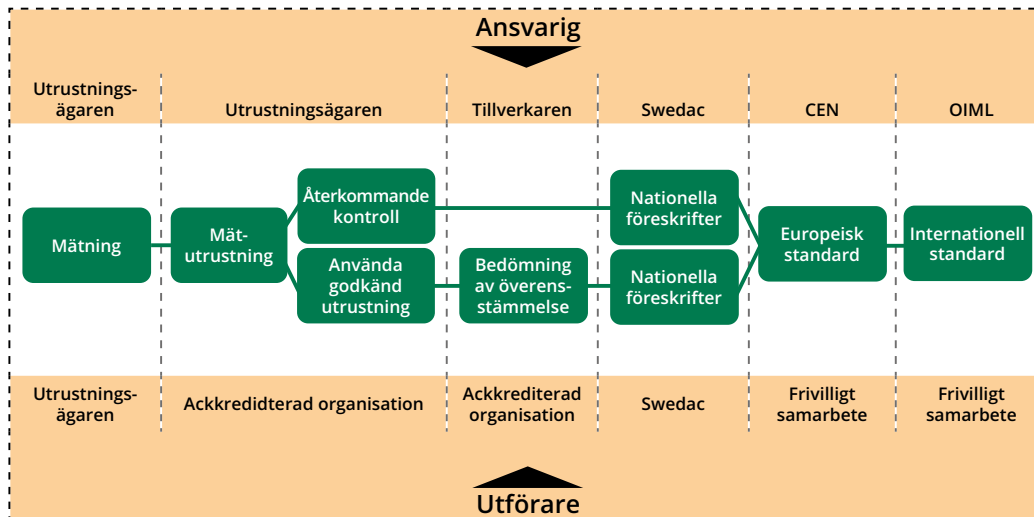 Ansvarig
Utrustnings-
ägaren
Utrustningsägaren
Tillverkaren
Swedac
CEN
OIML
Mätning
Mät-
utrustning
Återkommande
kontroll
Använda
godkänd
utrustning
Bedömning
av överens-
stämmelse
Nationella
föreskrifter
Nationella
föreskrifter
Europeisk
standard
Internationell
standard
Utrustnings-
ägaren
Ackkredidterad organisation
Ackkrediterad
organisation
Swedac
Frivilligt
samarbete
Frivilligt
samarbete
Utförare